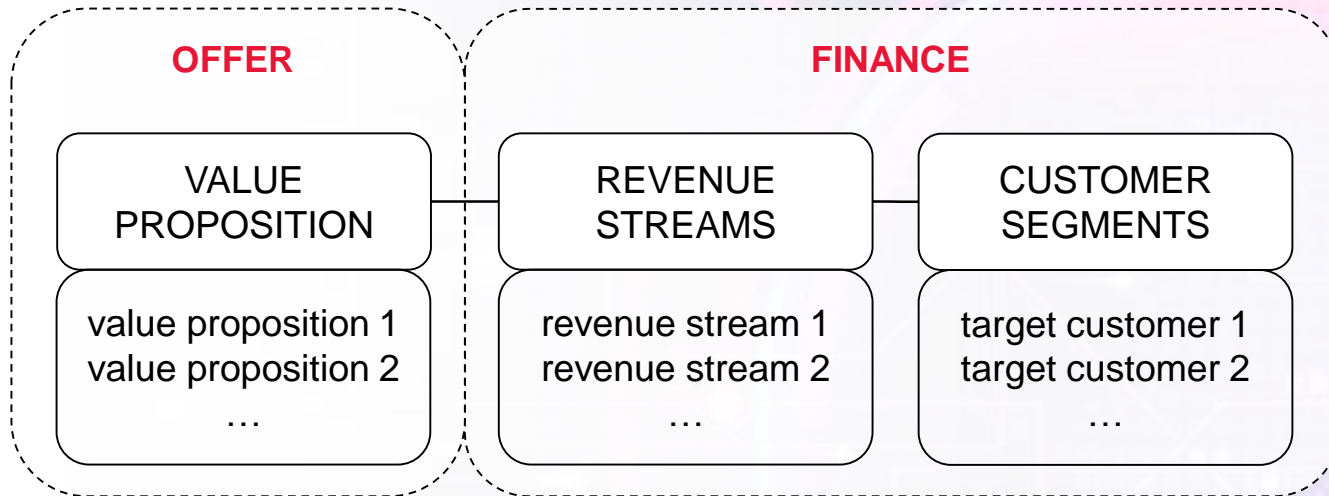 OFFER
FINANCE
VALUE
PROPOSITION
REVENUE
STREAMS
CUSTOMER
SEGMENTS
value proposition 1
value proposition 2
…
revenue stream 1
revenue stream 2
…
target customer 1
target customer 2
…